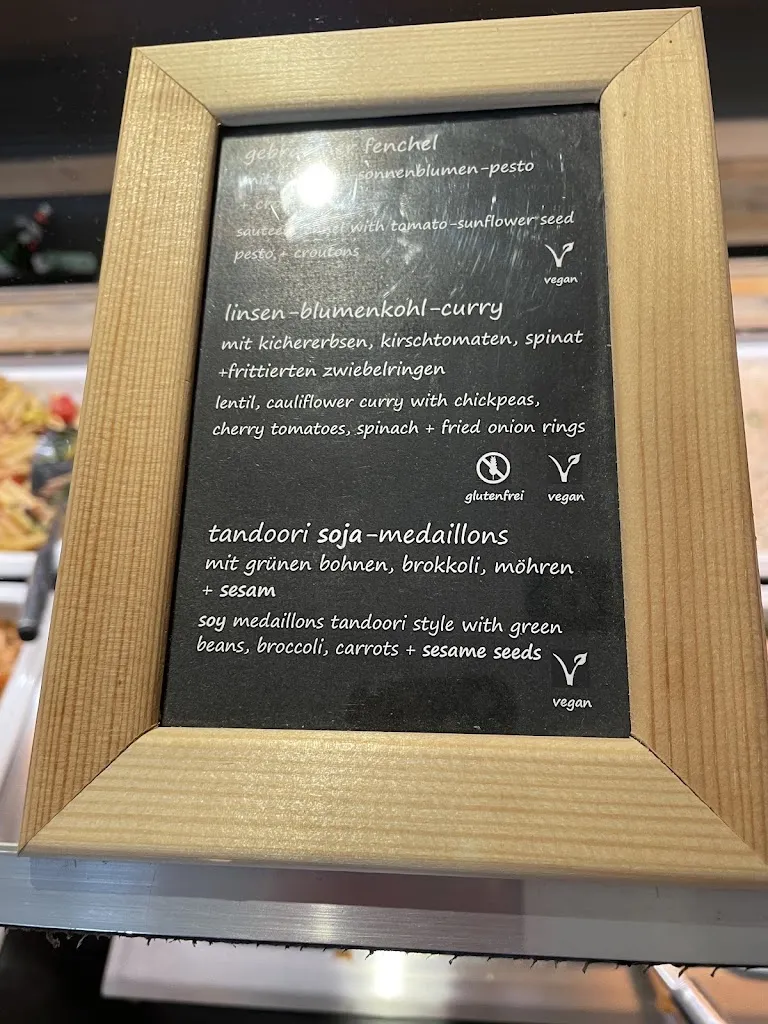 fenchel
mit sonnenblumen-pesto
+
with tomato-sunflower seed
pesto + croutons
vegan
linsen-blumenkohl-curry
mit kichererbsen, kirschtomaten, spinat
+frittierten zwiebelringen
lentil, cauliflower curry with chickpeas,
cherry tomatoes, spinach + fried onion rings
glutenfrei vegan
tandoori soja-medaillons
mit grünen bohnen, brokkoli, möhren
+ sesam
soy medaillons tandoori style with green
beans, broccoli, carrots + sesame seeds
vegan